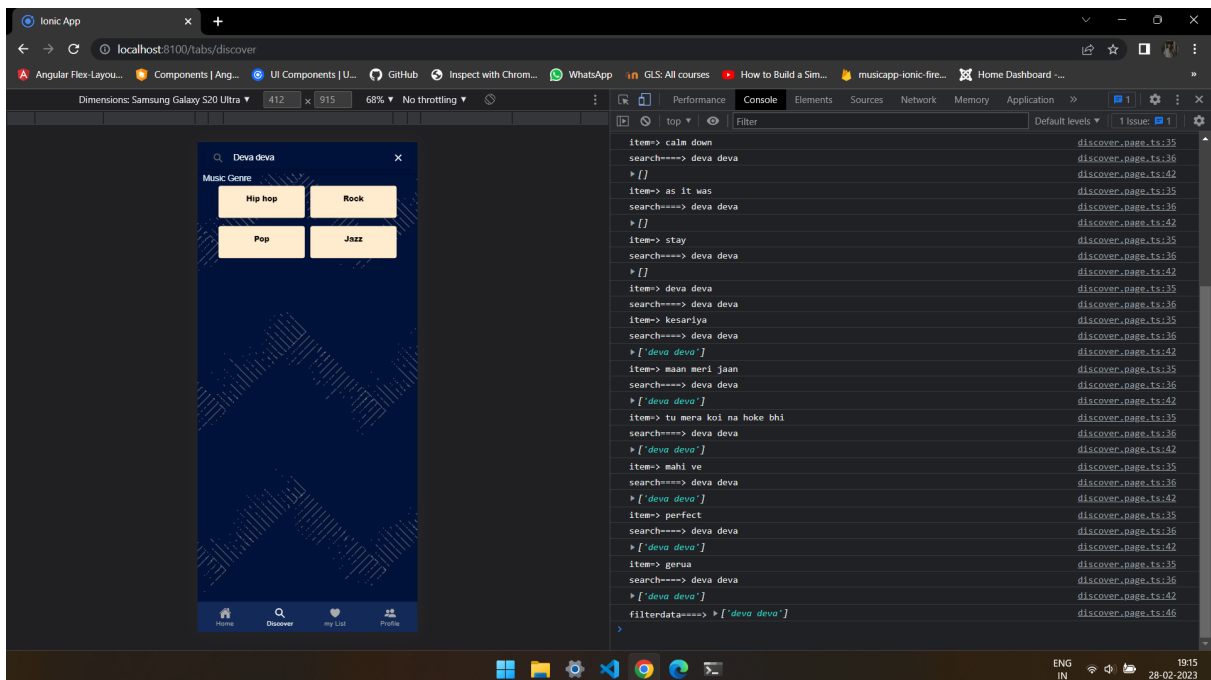 Ionic App
localhost:8100/tabs/discover
Angular Flex-Layou... Components | Ang... UI Components | U... GitHub Inspect with Chrom... WhatsApp GLS: All courses How to Build a Sim... musicapp-ionic-fire... Home Dashboard -... »
Dimensions: Samsung Galaxy S20 Ultra ▼ 412 x 915 68% ▼ No throttling ▼
Performance Console Elements Sources Network Memory Application » 1
top ▼ Filter Default levels ▼ 1 Issue: 1
Deva deva
Music Genre
Hip hop Rock
Pop Jazz
Home Discover my List Profile
item=> calm down discover.page.ts:35
search====> deva deva discover.page.ts:36
▸ [] discover.page.ts:42
item=> as it was discover.page.ts:35
search====> deva deva discover.page.ts:36
▸ [] discover.page.ts:42
item=> stay discover.page.ts:35
search====> deva deva discover.page.ts:36
▸ [] discover.page.ts:42
item=> deva deva discover.page.ts:35
search====> deva deva discover.page.ts:36
item=> kesariya discover.page.ts:35
search====> deva deva discover.page.ts:36
▸ ['deva deva'] discover.page.ts:42
item=> maan meri jaan discover.page.ts:35
search====> deva deva discover.page.ts:36
▸ ['deva deva'] discover.page.ts:42
item=> tu mera koi na hoke bhi discover.page.ts:35
search====> deva deva discover.page.ts:36
▸ ['deva deva'] discover.page.ts:42
item=> mahi ve discover.page.ts:35
search====> deva deva discover.page.ts:36
▸ ['deva deva'] discover.page.ts:42
item=> perfect discover.page.ts:35
search====> deva deva discover.page.ts:36
▸ ['deva deva'] discover.page.ts:42
item=> gerua discover.page.ts:35
search====> deva deva discover.page.ts:36
▸ ['deva deva'] discover.page.ts:42
filterdata====> ▸ ['deva deva'] discover.page.ts:46
ENG 19:15
IN 28-02-2023